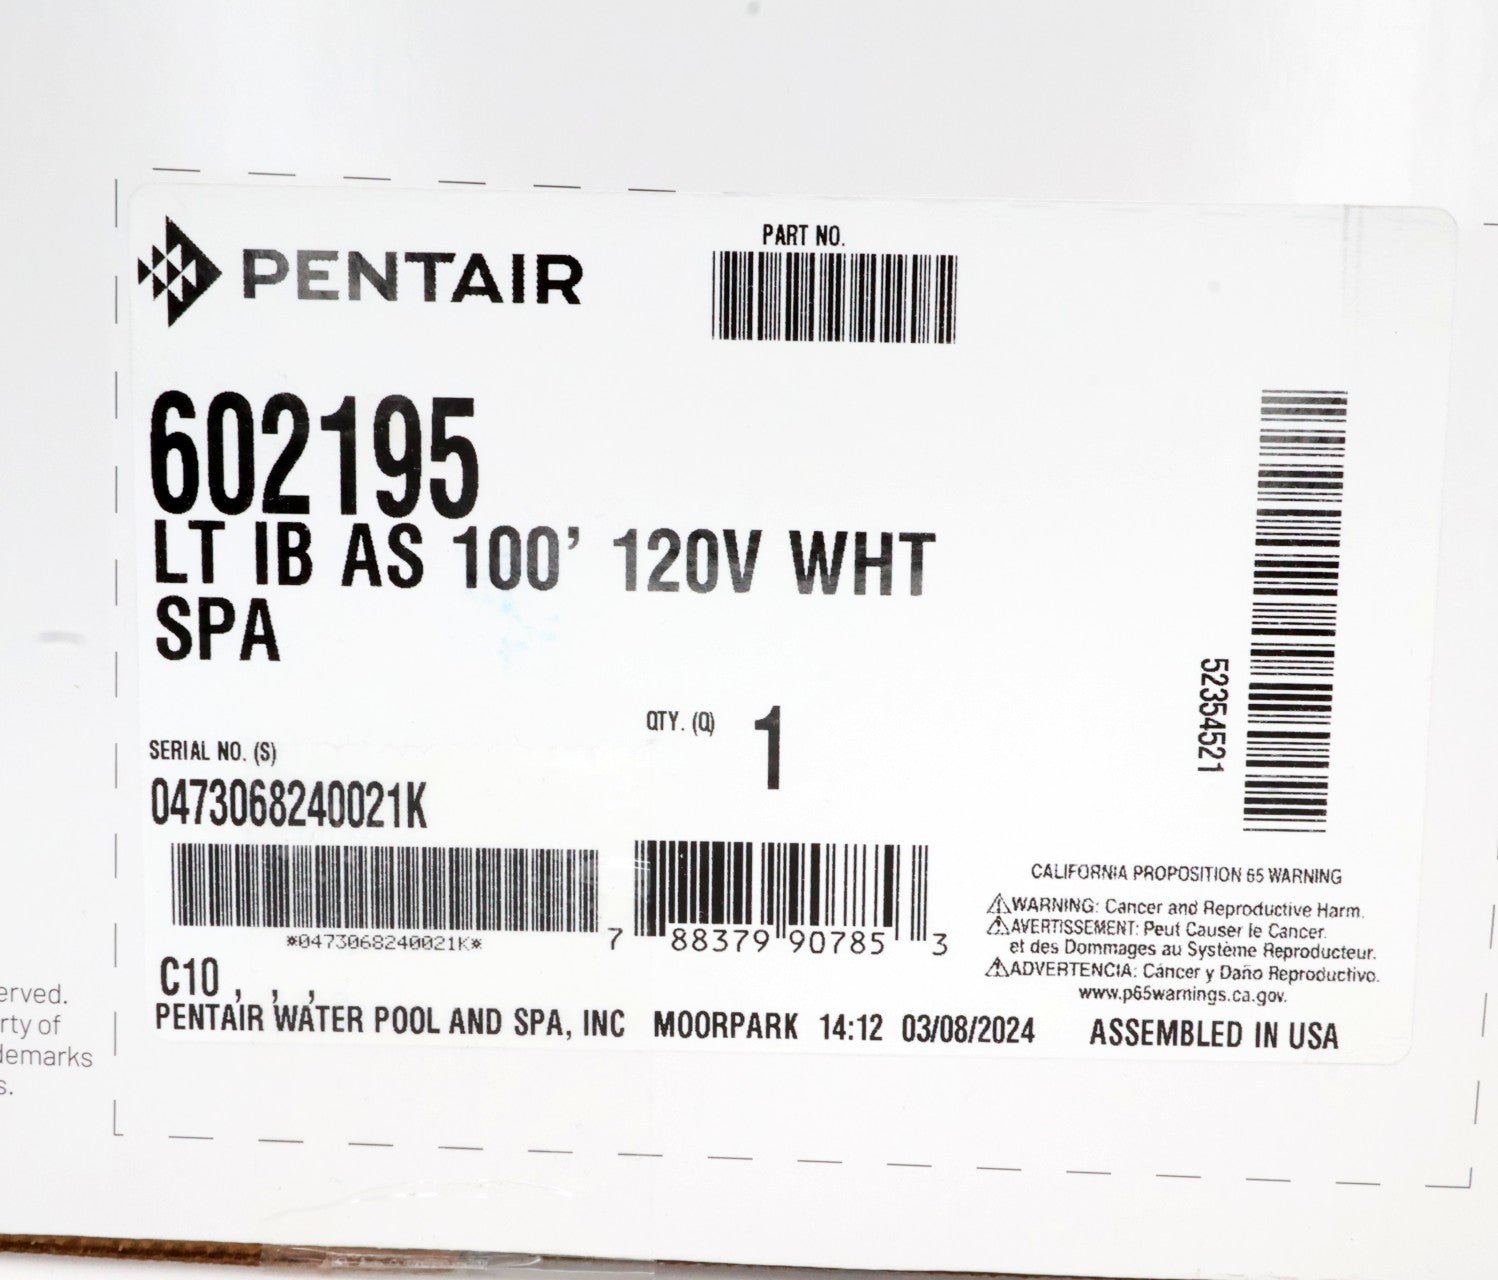 PENTAIR
PART NO.
602195
LT IB AS 100' 120V WHT
SPA
52354521
QTY. (Q) 1
SERIAL NO. (S)
0473068240021K
*0473068240021K*
7 88379 90785 3
CALIFORNIA PROPOSITION 65 WARNING
⚠WARNING: Cancer and Reproductive Harm.
⚠AVERTISSEMENT: Peut Causer le Cancer
et des Dommages au Système Reproducteur.
⚠ADVERTENCIA: Cáncer y Daño Reproductivo.
www.p65warnings.ca.gov.
C10 , , ,
PENTAIR WATER POOL AND SPA, INC MOORPARK 14:12 03/08/2024 ASSEMBLED IN USA
erved.
rty of
demarks
s.